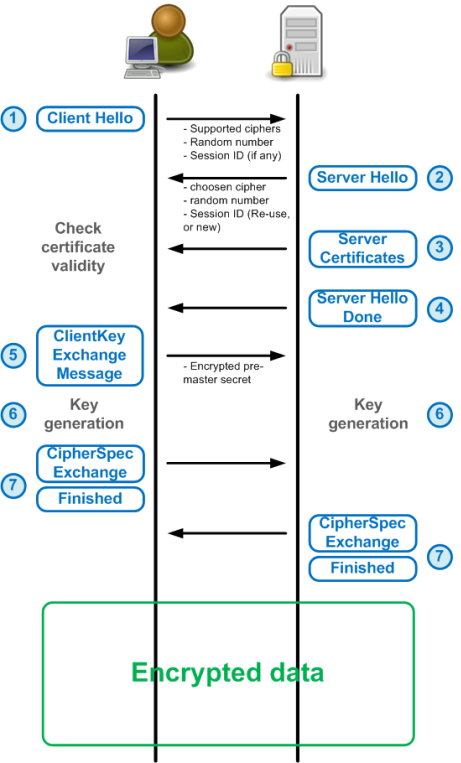 1
Client Hello
- Supported ciphers
- Random number
- Session ID (if any)
Server Hello
2
- choosen cipher
- random number
- Session ID (Re-use,
or new)
Check
certificate
validity
Server
Certificates
3
Server Hello
Done
4
5
ClientKey
Exchange
Message
- Encrypted pre-
master secret
6
Key
generation
Key
generation
6
7
CipherSpec
Exchange
Finished
CipherSpec
Exchange
Finished
7
Encrypted data